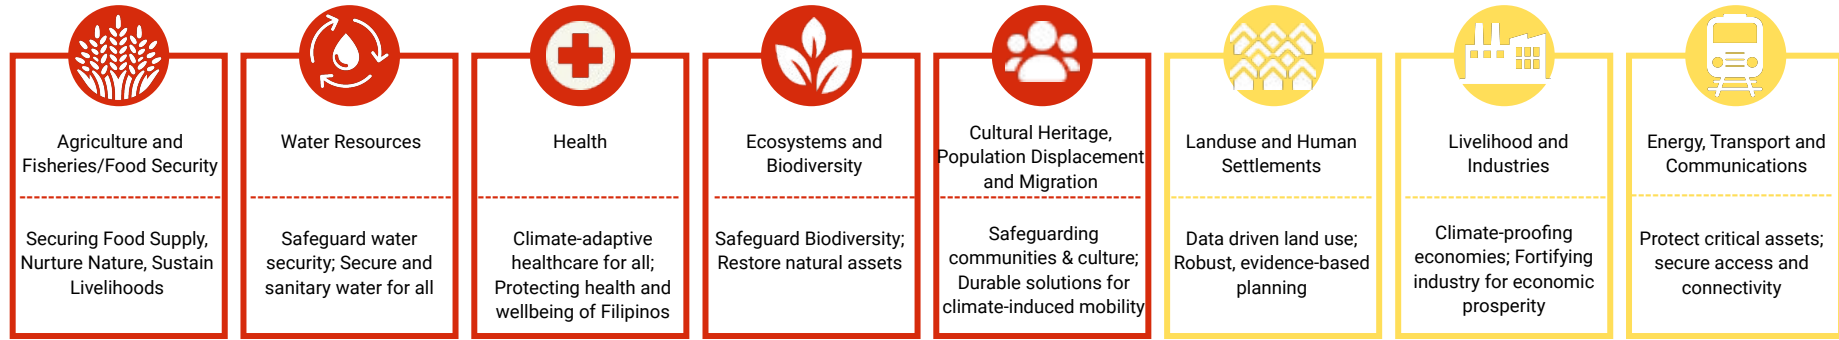 Agriculture and
Fisheries/Food Security
Securing Food Supply,
Nurture Nature, Sustain
Livelihoods
Water Resources
Safeguard water
security; Secure and
sanitary water for all
Health
Climate-adaptive
healthcare for all;
Protecting health and
wellbeing of Filipinos
Ecosystems and
Biodiversity
Safeguard Biodiversity;
Restore natural assets
Cultural Heritage,
Population Displacement
and Migration
Safeguarding
communities & culture;
Durable solutions for
climate-induced mobility
Landuse and Human
Settlements
Data driven land use;
Robust, evidence-based
planning
Livelihood and
Industries
Climate-proofing
economies; Fortifying
industry for economic
prosperity
Energy, Transport and
Communications
Protect critical assets;
secure access and
connectivity